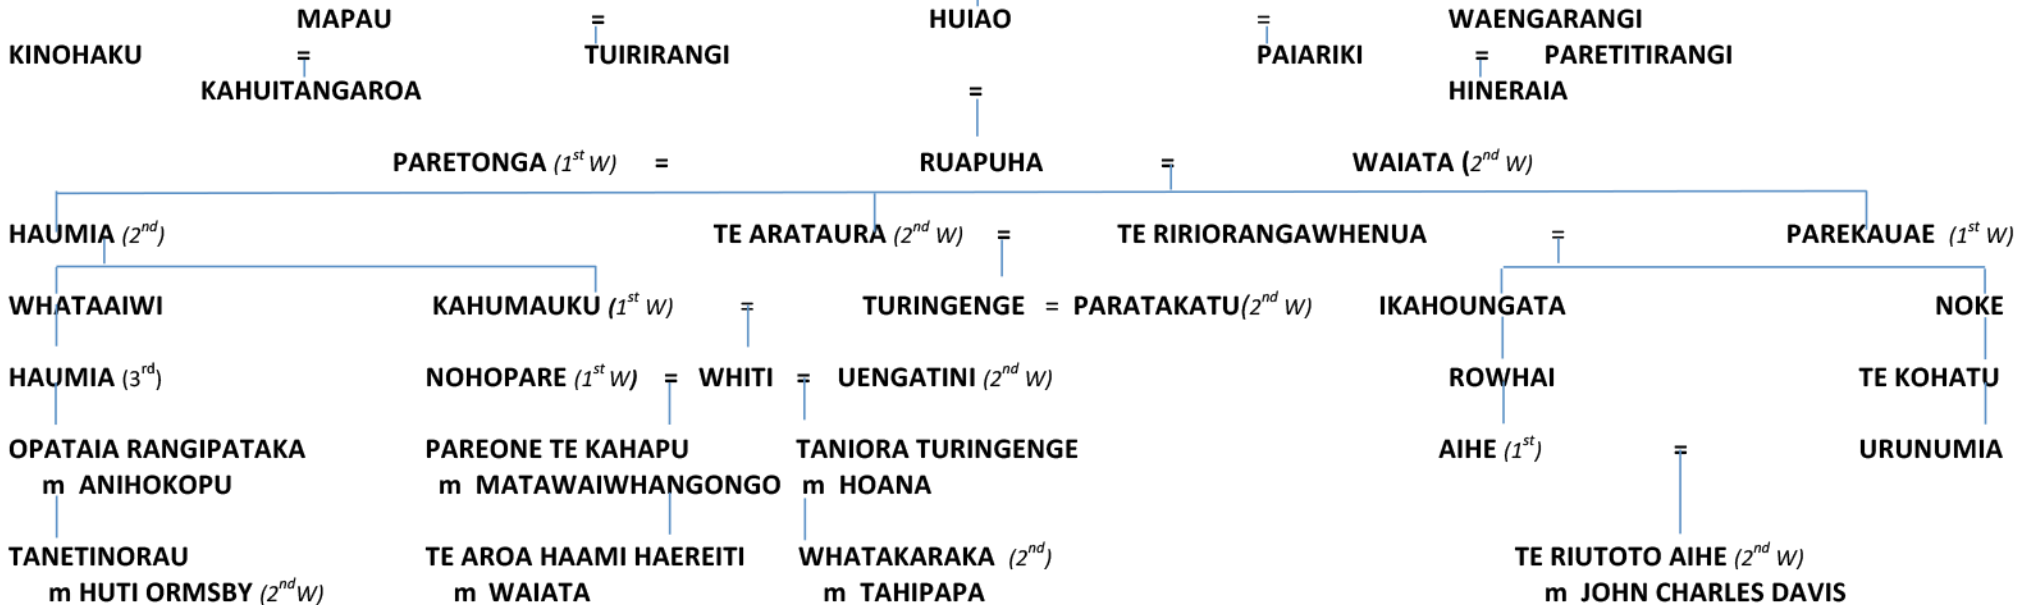 MAPAU = HUIAO = WAENGARANGI
KINOHAKU = TUIRIRANGI PAIARIKI = PARETITIRANGI
KAHUITANGAROA = HINERAIA
PARETONGA (1st W) = RUAPUHA = WAIATA (2nd W)
HAUMIA (2nd) TE ARATAURA (2nd W) = TE RIRIORANGAWHENUA = PAREKAUAE (1st W)
WHATAAIWI KAHUMAUKU (1st W) = TURINGENGE = PARATAKATU(2nd W) IKAHOUNGATA NOKE
HAUMIA (3rd) NOHOPARE (1st W) = WHITI = UENGATINI (2nd W) ROWHAI TE KOHATU
OPATAIA RANGIPATAKA PAREONE TE KAHAPU TANIORA TURINGENGE AIHE (1st) = URUNUMIA
m ANIHOKOPU m MATAWAIWHANGONGO m HOANA
TANETINORAU TE AROA HAAMI HAEREITI WHATAKARAKA (2nd) TE RIUTOTO AIHE (2nd W)
m HUTI ORMSBY (2nd W) m WAIATA m TAHIPAPA m JOHN CHARLES DAVIS